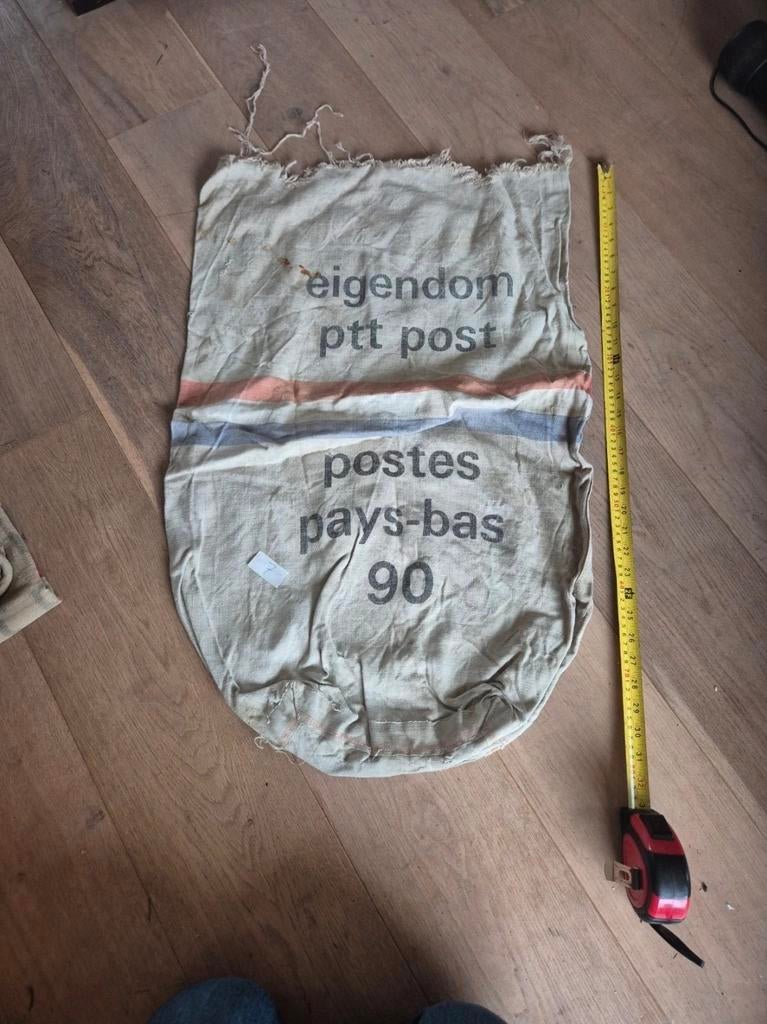 eigendom
ptt post
postes
pays-bas
90